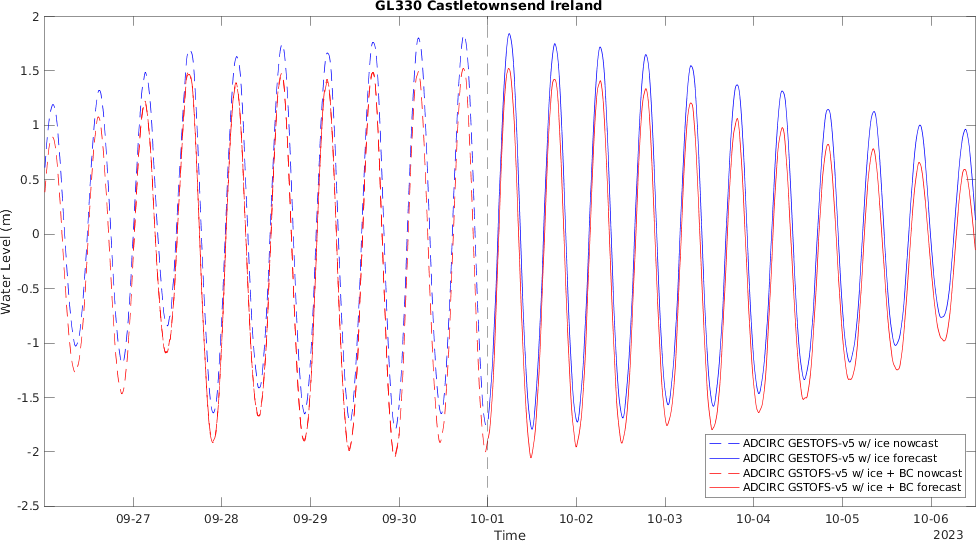 GL330 Castletownsend Ireland
2
1.5
1
0.5
0
-0.5
-1
-1.5
-2
-2.5
Water Level (m)
ADCIRC GESTOFS-v5 w/ ice nowcast
ADCIRC GESTOFS-v5 w/ ice forecast
ADCIRC GSTOFS-v5 w/ ice + BC nowcast
ADCIRC GSTOFS-v5 w/ ice + BC forecast
09-27 09-28 09-29 09-30 10-01 10-02 10-03 10-04 10-05 10-06
Time
2023